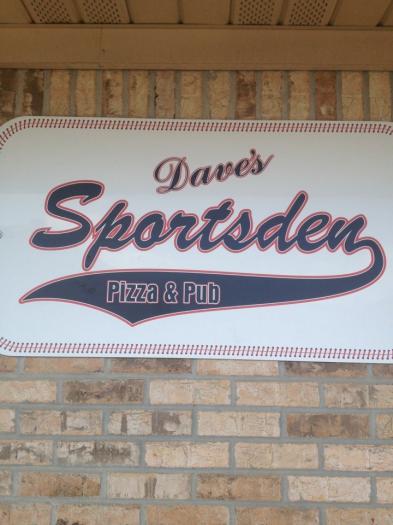 Dave's
Sportsden
Pizza & Pub